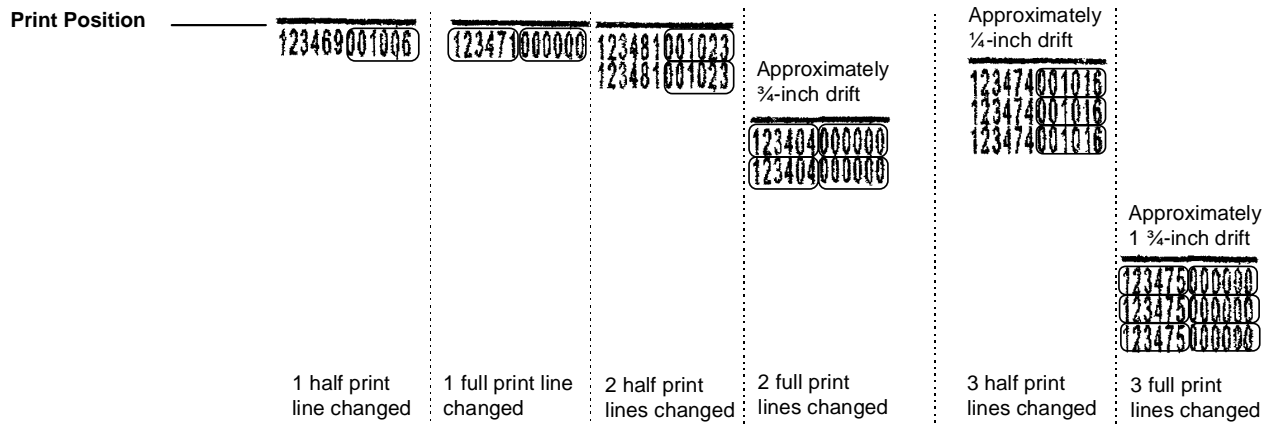 Print Position
123469001006
1 half print
line changed
123471000000
1 full print line
changed
123481001023
123481001023
2 half print
lines changed
Approximately
¾-inch drift
123404000000
123404000000
2 full print
lines changed
Approximately
¼-inch drift
123474001016
123474001016
123474001016
3 half print
lines changed
Approximately
1 ¾-inch drift
123475000000
123475000000
123475000000
3 full print
lines changed